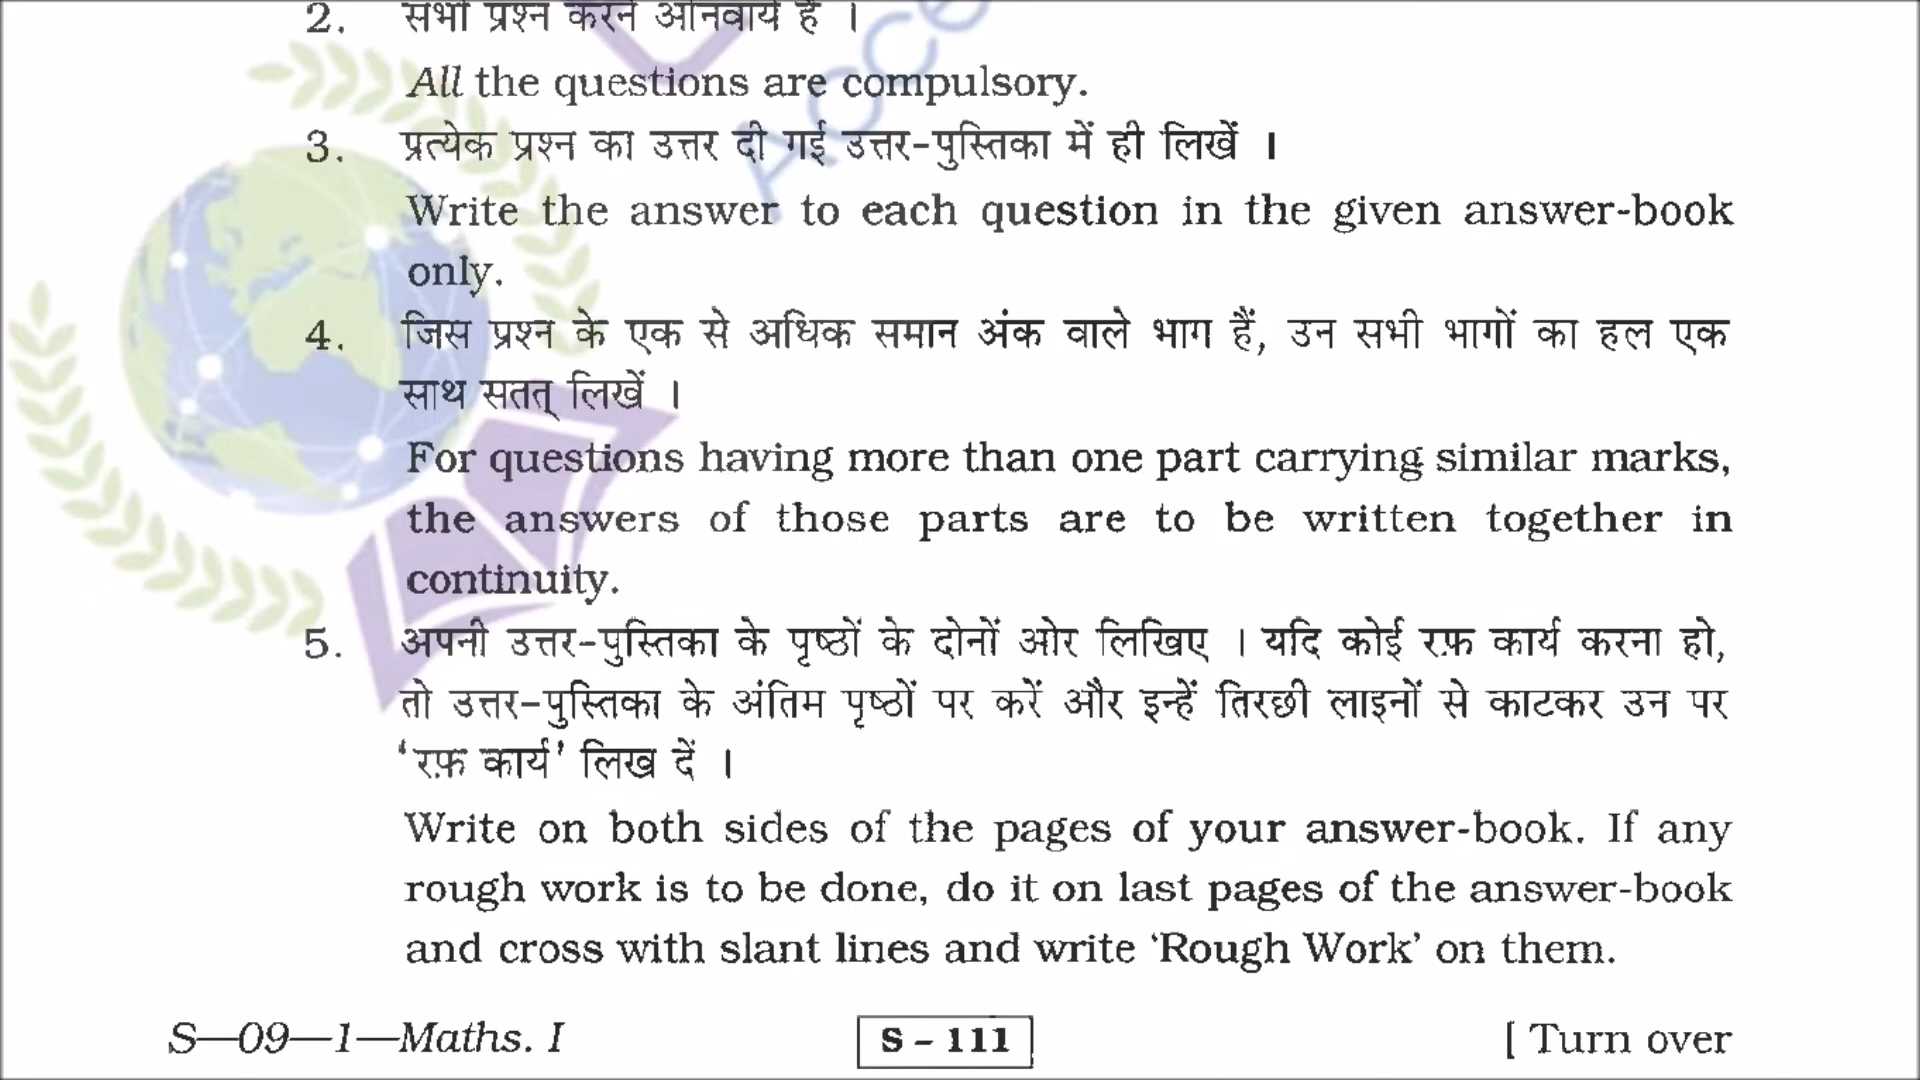 2. सभी प्रश्न करने अनिवार्य हैं ।
All the questions are compulsory.
3. प्रत्येक प्रश्न का उत्तर दी गई उत्तर-पुस्तिका में ही लिखें ।
Write the answer to each question in the given answer-book
only.
4. जिस प्रश्न के एक से अधिक समान अंक वाले भाग हैं, उन सभी भागों का हल एक
साथ सतत् लिखें ।
For questions having more than one part carrying similar marks,
the answers of those parts are to be written together in
continuity.
5. अपनी उत्तर-पुस्तिका के पृष्ठों के दोनों ओर लिखिए । यदि कोई रफ़ कार्य करना हो,
तो उत्तर-पुस्तिका के अंतिम पृष्ठों पर करें और इन्हें तिरछी लाइनों से काटकर उन पर
‘रफ़ कार्य’ लिख दें ।
Write on both sides of the pages of your answer-book. If any
rough work is to be done, do it on last pages of the answer-book
and cross with slant lines and write ‘Rough Work’ on them.
S—09—1—Maths. I
S – 111
[ Turn over